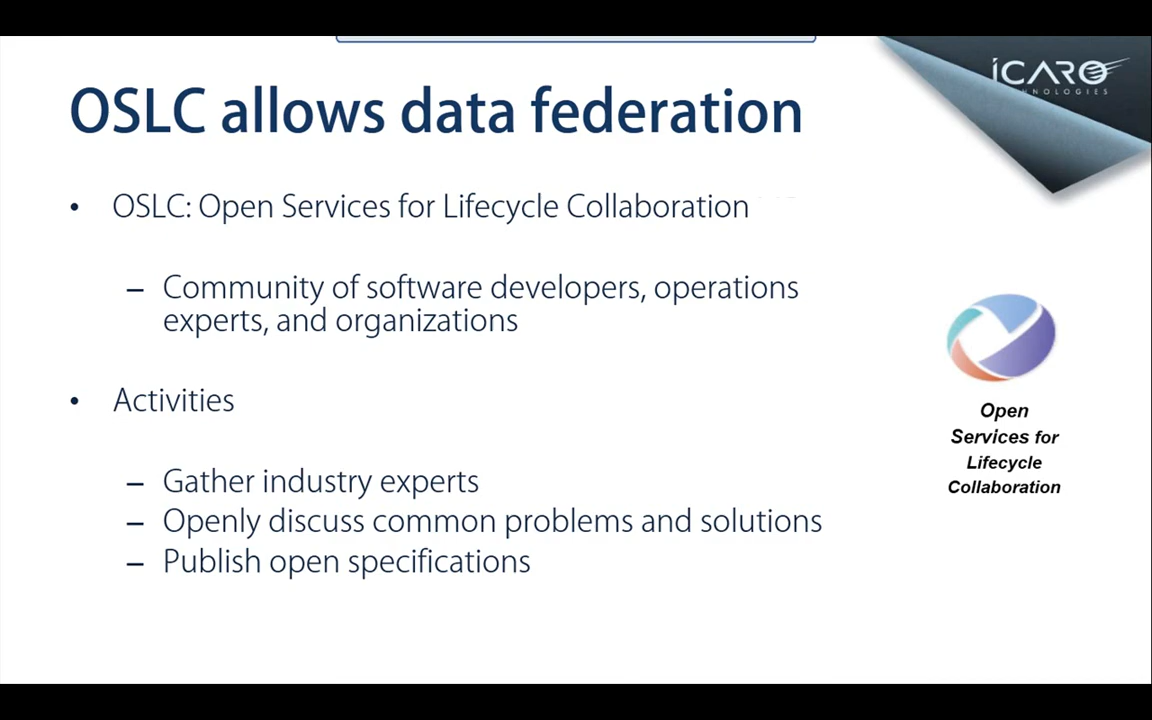 iCARO
OSLC allows data federation
• OSLC: Open Services for Lifecycle Collaboration
– Community of software developers, operations
experts, and organizations
• Activities
– Gather industry experts
– Openly discuss common problems and solutions
– Publish open specifications
Open
Services for
Lifecycle
Collaboration